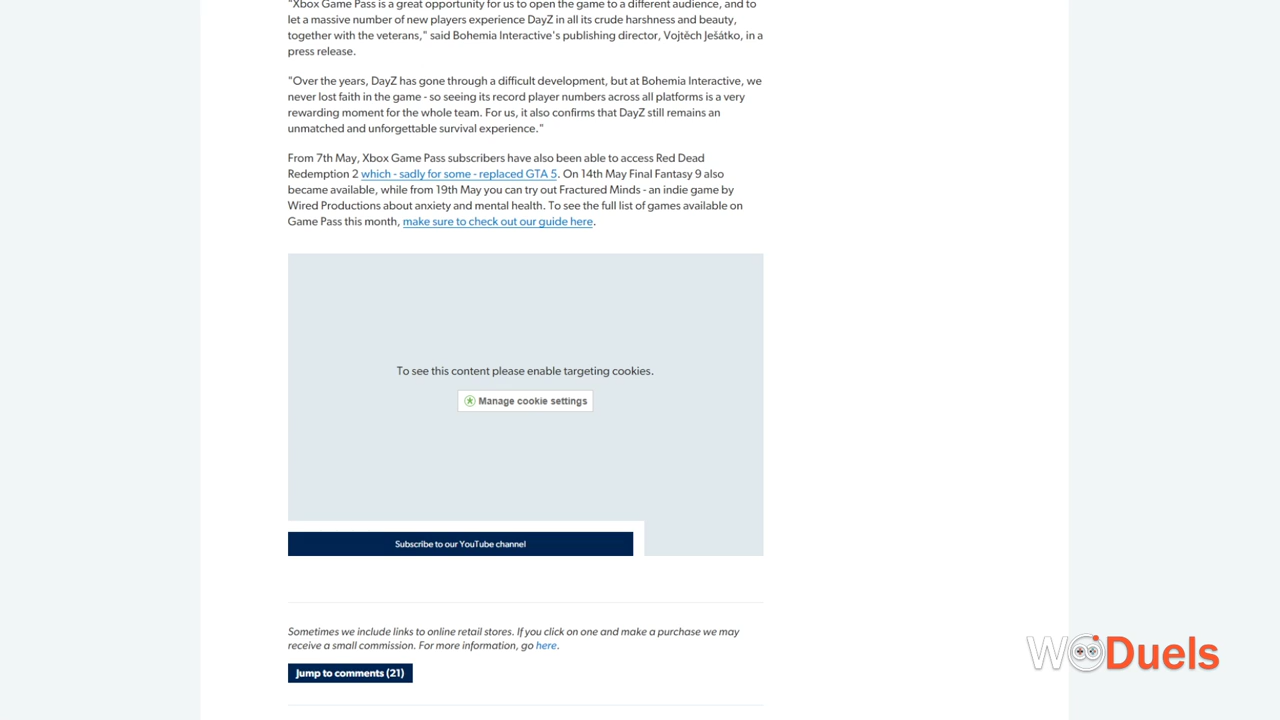 "Xbox Game Pass is a great opportunity for us to open the game to a different audience, and to
let a massive number of new players experience DayZ in all its crude harshness and beauty,
together with the veterans," said Bohemia Interactive's publishing director, Vojtěch Ješátko, in a
press release.
"Over the years, DayZ has gone through a difficult development, but at Bohemia Interactive, we
never lost faith in the game - so seeing its record player numbers across all platforms is a very
rewarding moment for the whole team. For us, it also confirms that DayZ still remains an
unmatched and unforgettable survival experience."
From 7th May, Xbox Game Pass subscribers have also been able to access Red Dead
Redemption 2 which - sadly for some - replaced GTA 5. On 14th May Final Fantasy 9 also
became available, while from 19th May you can try out Fractured Minds - an indie game by
Wired Productions about anxiety and mental health. To see the full list of games available on
Game Pass this month, make sure to check out our guide here.
To see this content please enable targeting cookies.
Manage cookie settings
Subscribe to our YouTube channel
Sometimes we include links to online retail stores. If you click on one and make a purchase we may
receive a small commission. For more information, go here.
Jump to comments (21)
Duels